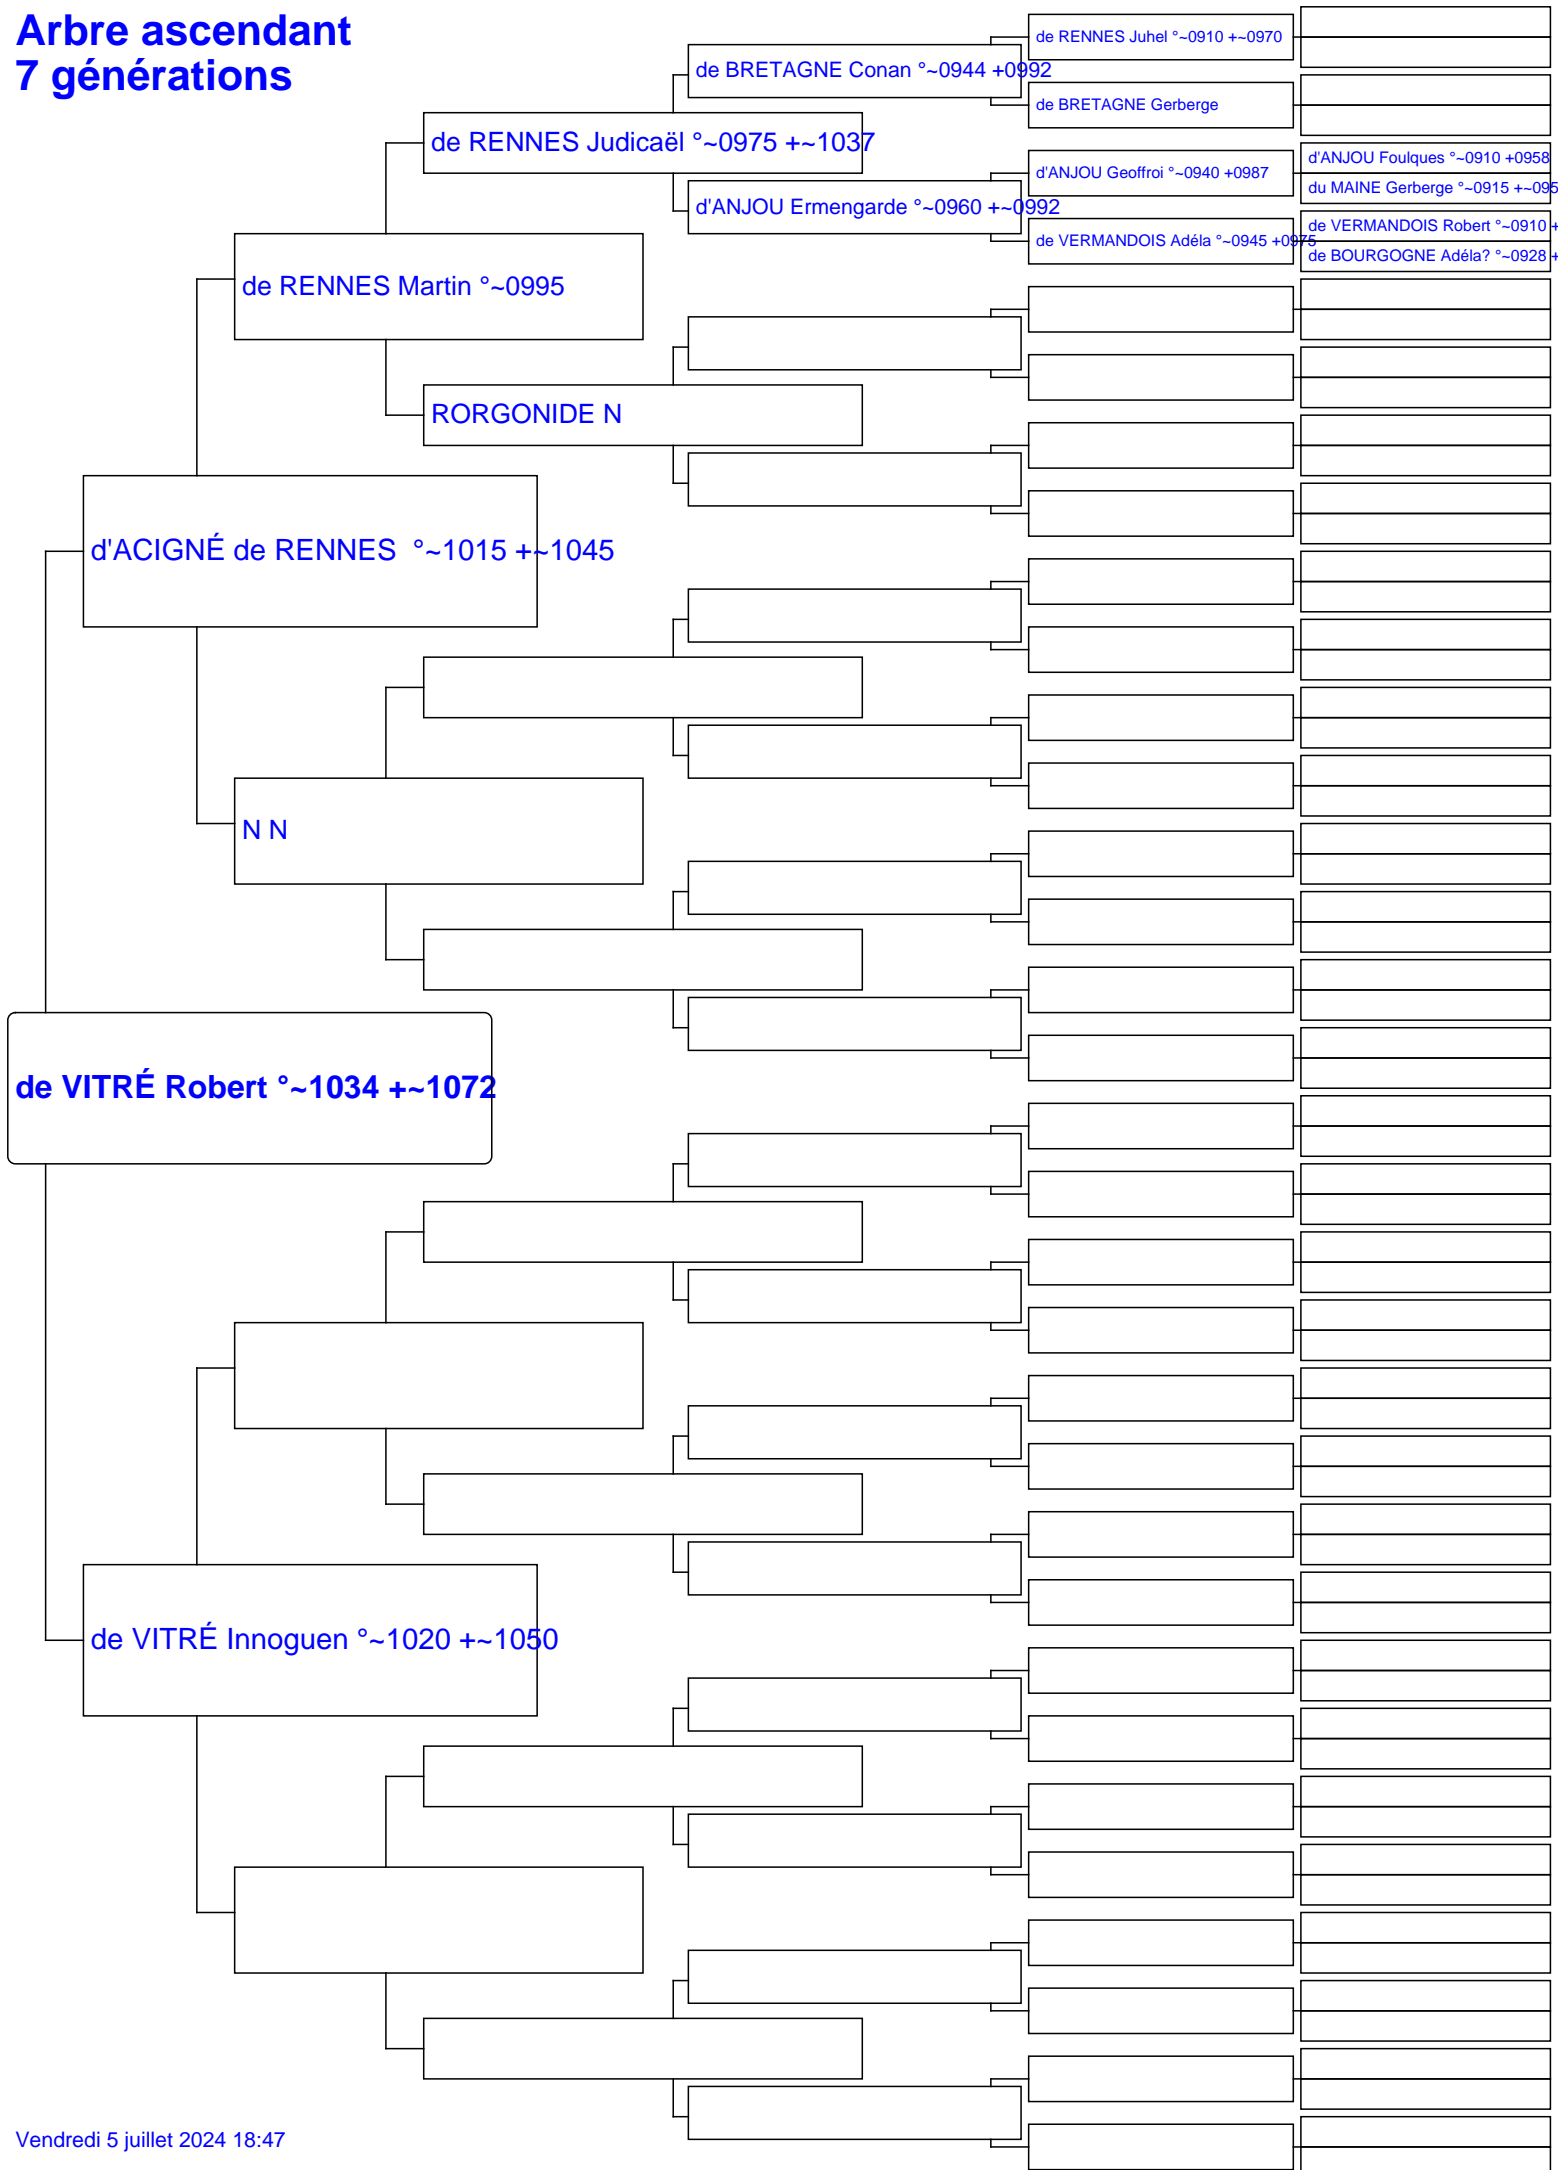 Arbre ascendant
7 générations
de RENNES Juhel °~0910 +~0970
de BRETAGNE Conan °~0944 +0992
de BRETAGNE Gerberge
de RENNES Judicaël °~0975 +~1037
d'ANJOU Foulques °~0910 +0958
d'ANJOU Geoffroi °~0940 +0987
du MAINE Gerberge °~0915 +~095
d'ANJOU Ermengarde °~0960 +~0992
de VERMANDOIS Robert °~0910 +
de VERMANDOIS Adéla °~0945 +0975
de BOURGOGNE Adéla? °~0928 +
de RENNES Martin °~0995
RORGONIDE N
d'ACIGNÉ de RENNES  °~1015 +~1045
N N
de VITRÉ Robert °~1034 +~1072
de VITRÉ Innoguen °~1020 +~1050
Vendredi 5 juillet 2024 18:47